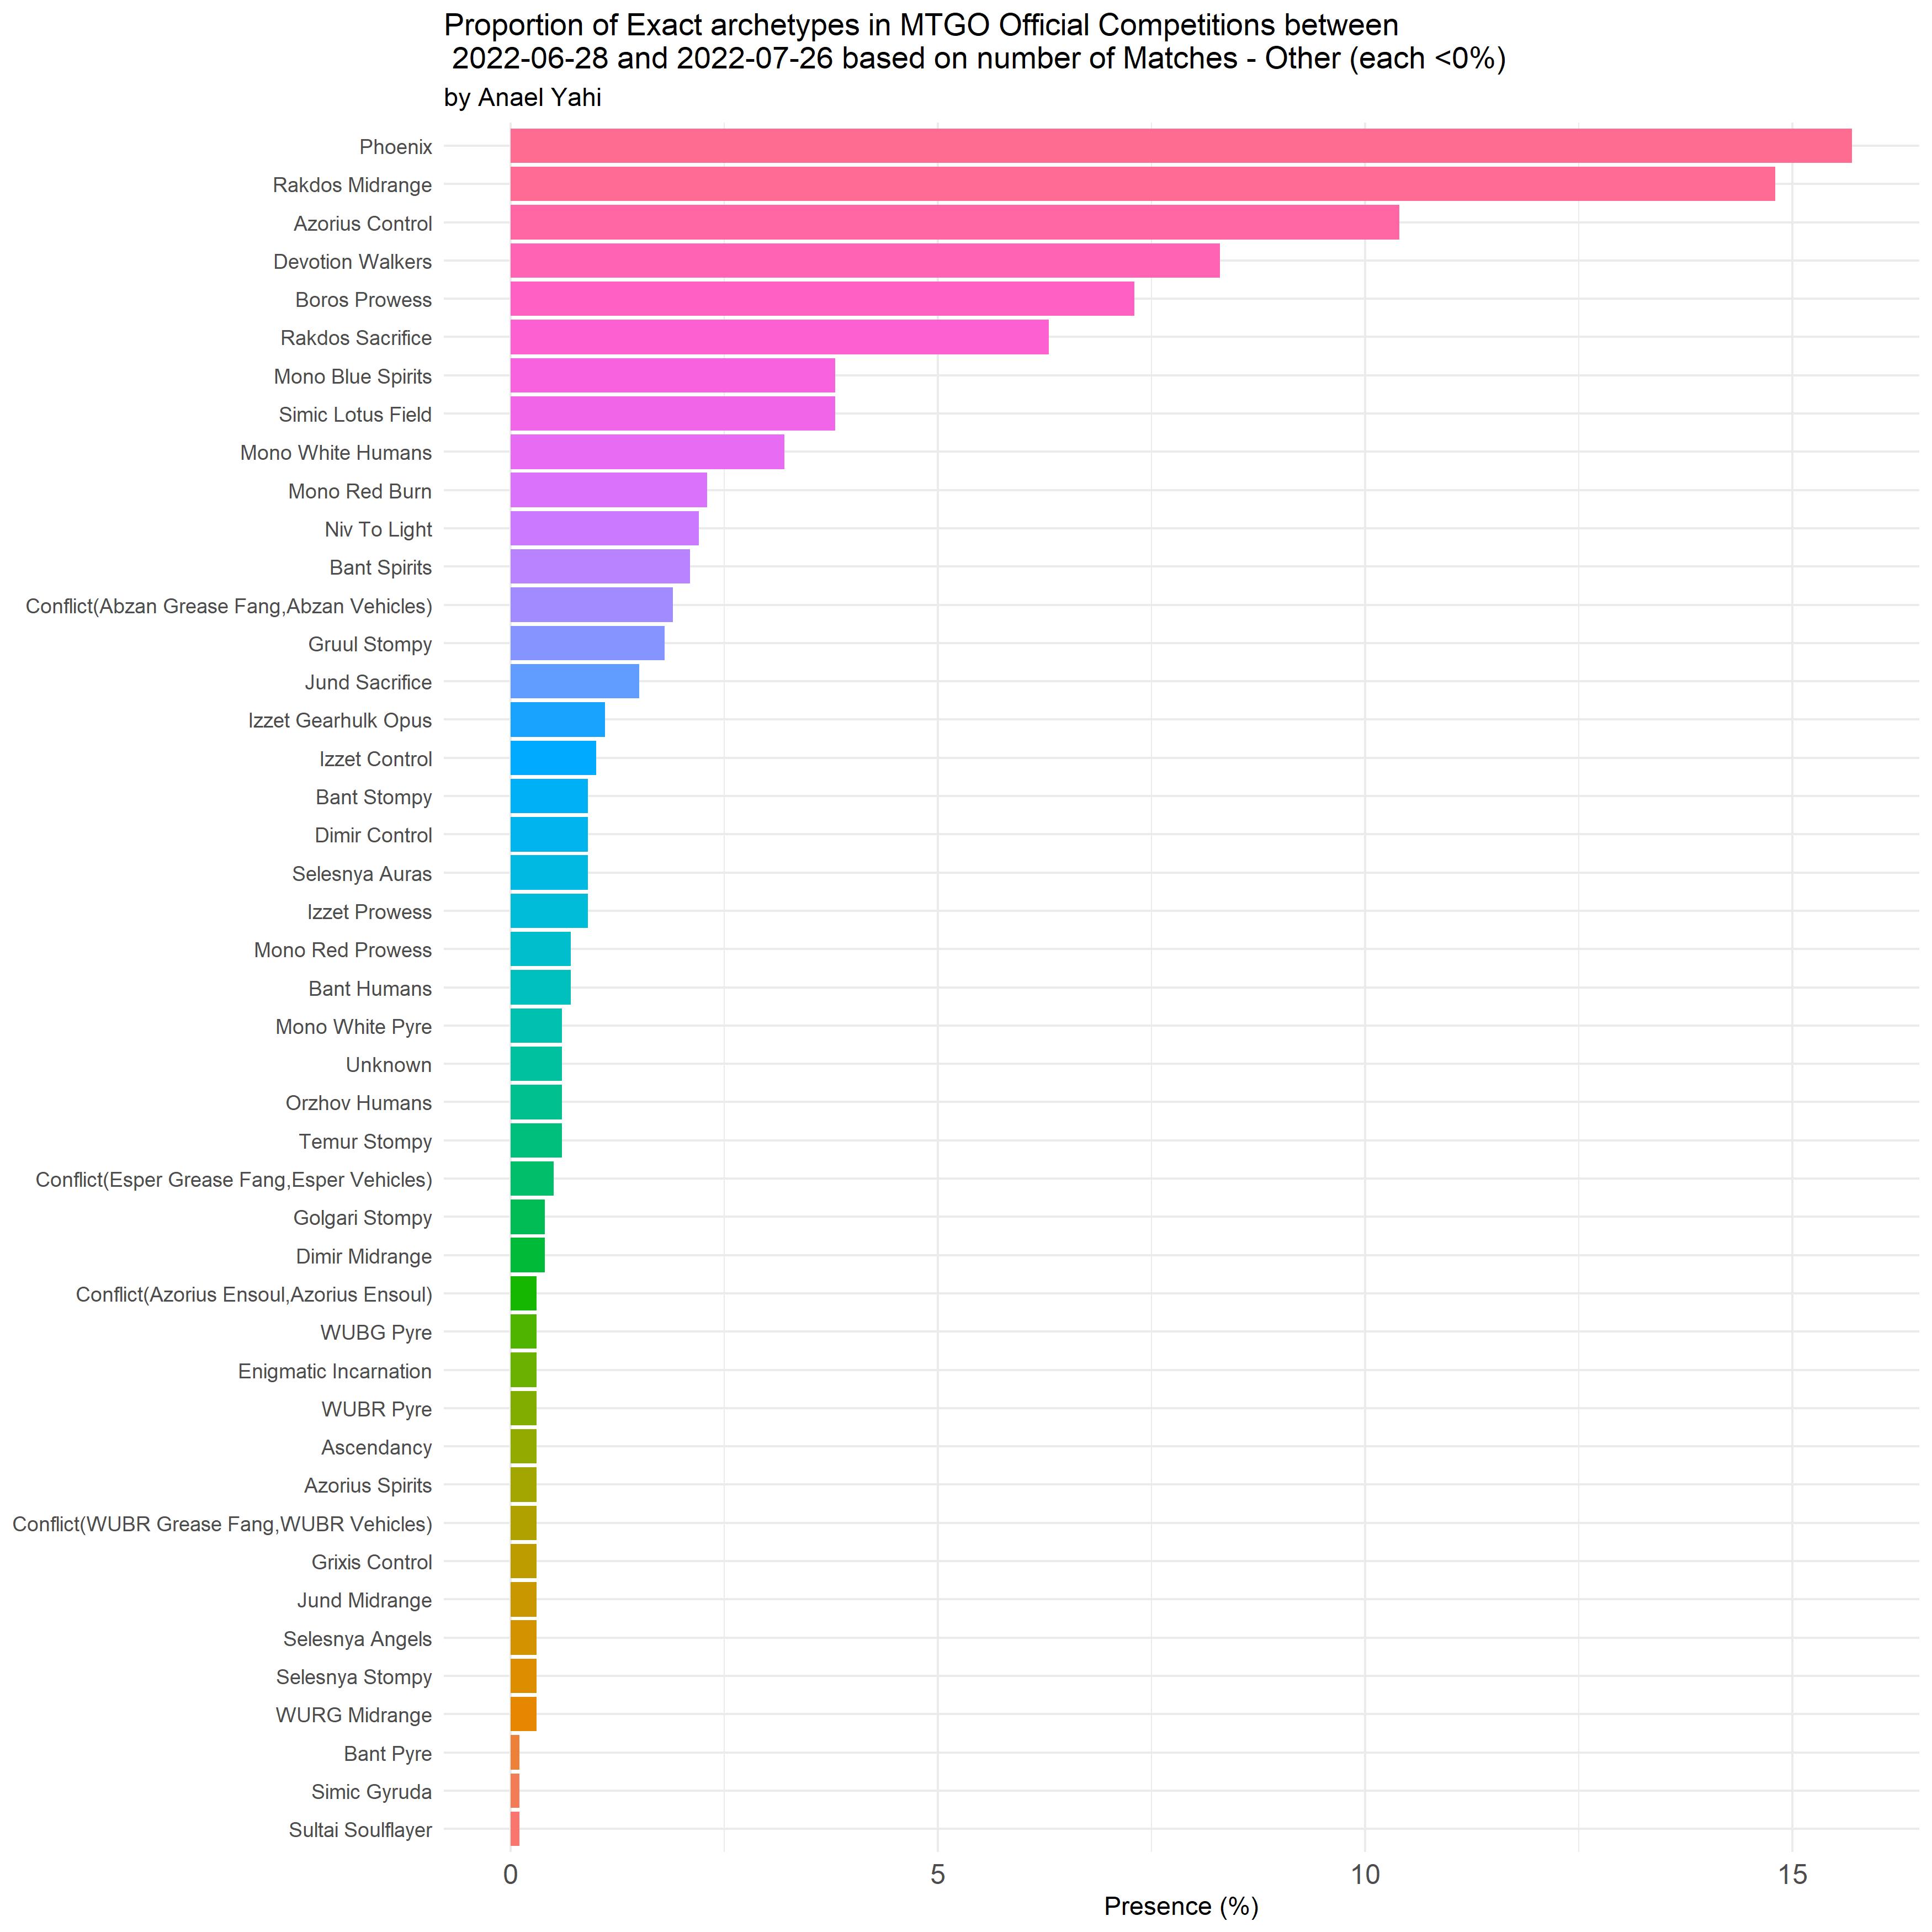 Proportion of Exact archetypes in MTGO Official Competitions between
2022-06-28 and 2022-07-26 based on number of Matches - Other (each <0%)
by Anael Yahi
Phoenix
Rakdos Midrange
Azorius Control
Devotion Walkers
Boros Prowess
Rakdos Sacrifice
Mono Blue Spirits
Simic Lotus Field
Mono White Humans
Mono Red Burn
Niv To Light
Bant Spirits
Conflict(Abzan Grease Fang,Abzan Vehicles)
Gruul Stompy
Jund Sacrifice
Izzet Gearhulk Opus
Izzet Control
Bant Stompy
Dimir Control
Selesnya Auras
Izzet Prowess
Mono Red Prowess
Bant Humans
Mono White Pyre
Unknown
Orzhov Humans
Temur Stompy
Conflict(Esper Grease Fang,Esper Vehicles)
Golgari Stompy
Dimir Midrange
Conflict(Azorius Ensoul,Azorius Ensoul)
WUBG Pyre
Enigmatic Incarnation
WUBR Pyre
Ascendancy
Azorius Spirits
Conflict(WUBR Grease Fang,WUBR Vehicles)
Grixis Control
Jund Midrange
Selesnya Angels
Selesnya Stompy
WURG Midrange
Bant Pyre
Simic Gyruda
Sultai Soulflayer
0 5 10 15
Presence (%)